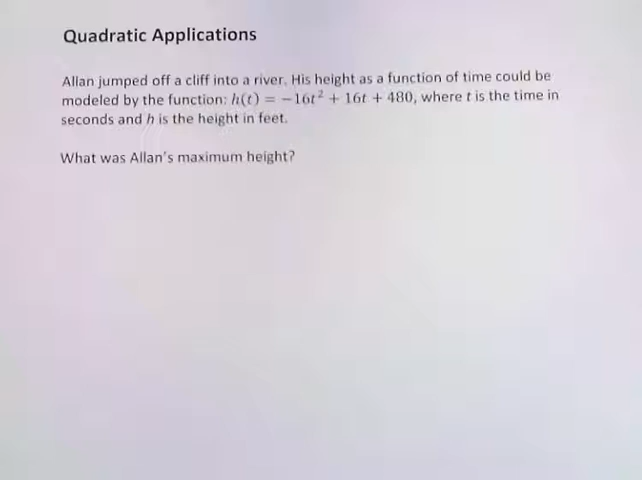 Quadratic Applications
Allan jumped off a cliff into a river. His height as a function of time could be
modeled by the function: h(t) = −16t² + 16t + 480, where t is the time in
seconds and h is the height in feet.
What was Allan's maximum height?